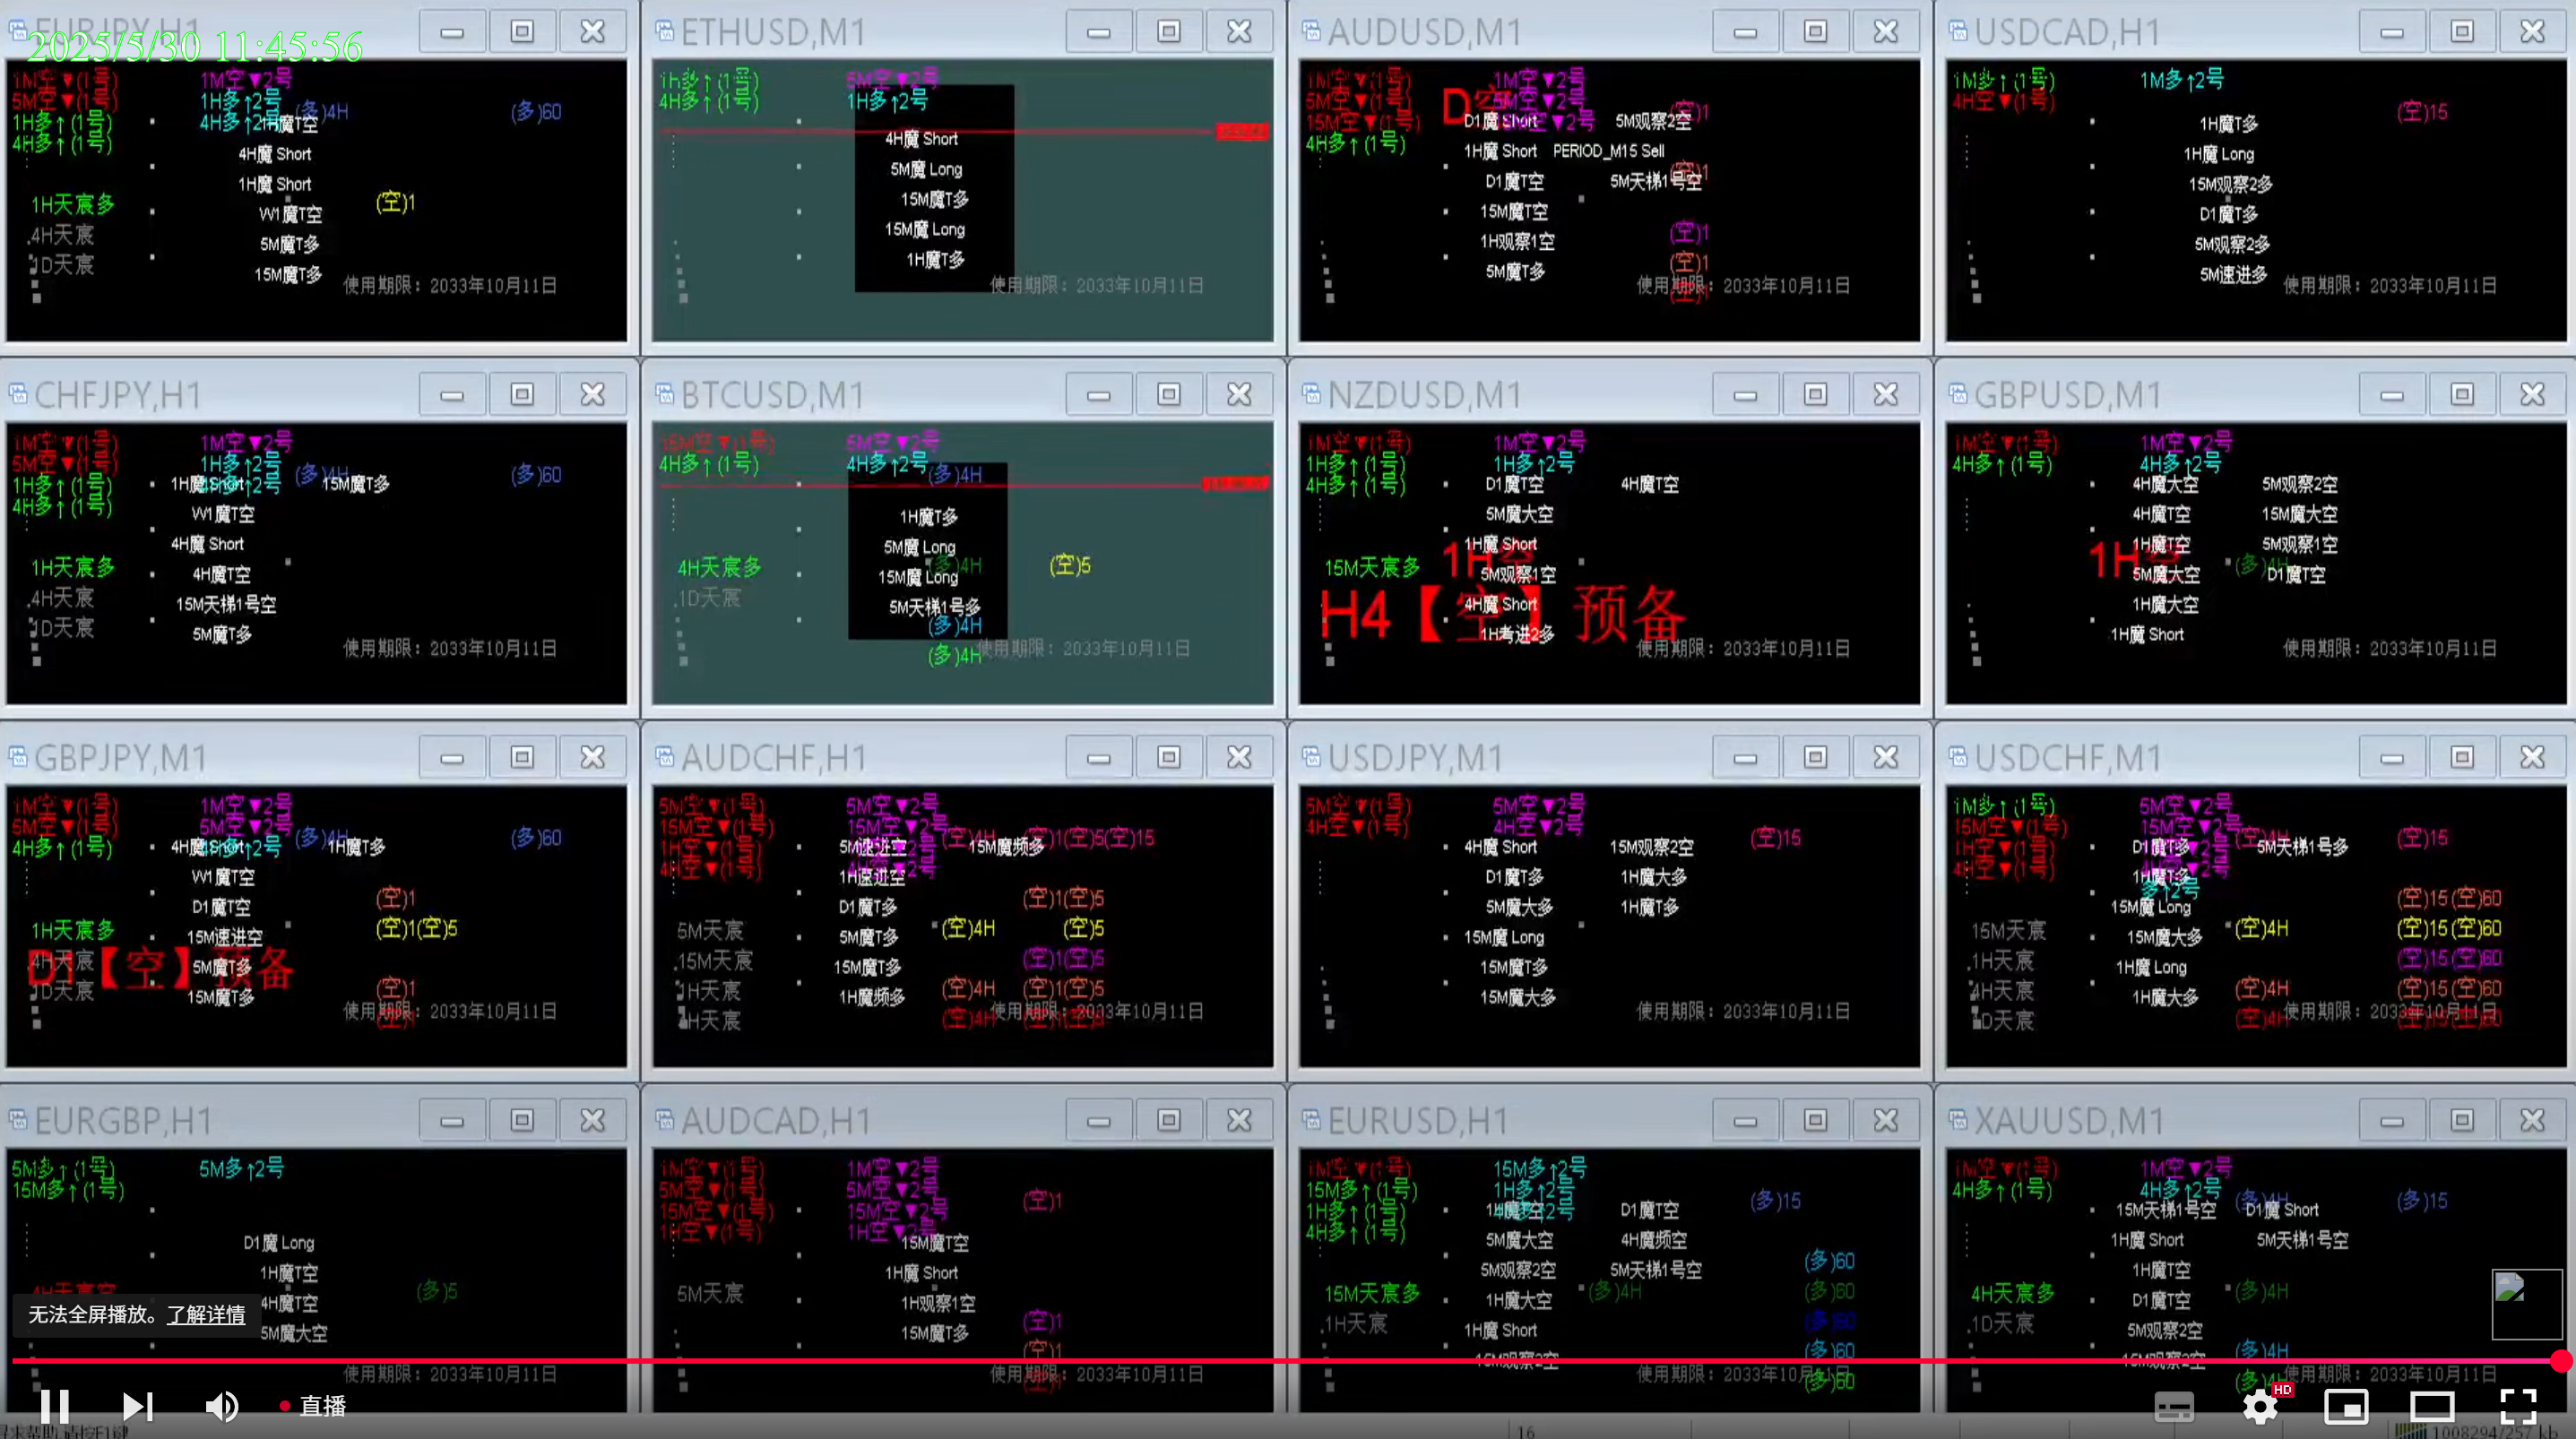 2025/5/30 11:45:56
EURJPY,H1
1M空▼(1号)
5M空▼(1号)
1H多↑(1号)
4H多↑(1号)
1M空▼2号
1H多↑2号
(多)4H
(多)60
4H魔 Short
1H魔 Short
W1魔T空
5M魔T多
15M魔T多
(空)1
1H天宸多
4H天宸
1D天宸
使用期限：2033年10月11日
ETHUSD,M1
1h多↑(1号)
4H多↑(1号)
5M空▼2号
1H多↑2号
4H魔 Short
5M魔 Long
15M魔T多
15M魔 Long
1H魔T多
使用期限：2033年10月11日
AUDUSD,M1
1M空▼(1号)
5M空▼(1号)
15M空▼(1号)
4H多↑(1号)
1M空▼2号
5M空▼2号
D1魔 Short
5M观察2空
1H魔 Short
PERIOD_M15 Sell
D1魔T空
5M天梯1号空
15M魔T空
1H观察1空
5M魔T多
(空)1
(空)1
(空)1
(空)1
使用期限：2033年10月11日
USDCAD,H1
1M多↑(1号)
4H空▼(1号)
1M多↑2号
(空)15
1H魔T多
1H魔 Long
15M观察2多
D1魔T多
5M观察2多
5M速进多
使用期限：2033年10月11日
CHFJPY,H1
1M空▼(1号)
5M空▼(1号)
1H多↑(1号)
4H多↑(1号)
1M空▼2号
1H多↑2号
(多)4H
(多)60
1H魔 Short
15M魔T多
W1魔T空
4H魔 Short
4H魔T空
15M天梯1号空
5M魔T多
1H天宸多
4H天宸
1D天宸
使用期限：2033年10月11日
BTCUSD,M1
15M空▼(1号)
4H多↑(1号)
5M空▼2号
4H多↑2号
(多)4H
1H魔T多
5M魔 Long
15M魔 Long
5M天梯1号多
(多)4H
(空)5
(多)4H
(多)4H
4H天宸多
1D天宸
使用期限：2033年10月11日
NZDUSD,M1
1M空▼(1号)
1H多↑(1号)
4H多↑(1号)
1M空▼2号
1H多↑2号
D1魔T空
4H魔T空
5M魔大空
1H魔 Short
5M观察1空
4H魔 Short
1H考进2多
15M天宸多
1H空
H4【空】预备
使用期限：2033年10月11日
GBPUSD,M1
1M空▼(1号)
4H多↑(1号)
1M空▼2号
4H多↑2号
4H魔大空
5M观察2空
4H魔T空
15M魔大空
1H魔T空
5M观察1空
1H空
5M魔大空
(多)4H
D1魔T空
1H魔大空
1H魔 Short
使用期限：2033年10月11日
GBPJPY,M1
1M空▼(1号)
5M空▼(1号)
4H多↑(1号)
1M空▼2号
5M空▼2号
(多)4H
(多)60
4H魔 Short
1H魔T多
W1魔T空
D1魔T空
15M速进空
5M魔T多
15M魔T多
(空)1
(空)1(空)5
(空)1
1H天宸多
4H天宸
1D天宸
D1【空】预备
使用期限：2033年10月11日
AUDCHF,H1
5M空▼(1号)
15M空▼(1号)
1H空▼(1号)
4H空▼(1号)
5M空▼2号
15M空▼2号
(空)4H
(空)1(空)5(空)15
5M速进空
15M魔频多
1H速进空
D1魔T多
5M魔T多
15M魔T多
1H魔频多
(空)1(空)5
(空)4H
(空)5
(空)1(空)5
(空)4H
(空)1(空)5
(空)4H
5M天宸
15M天宸
1H天宸
4H天宸
使用期限：2033年10月11日
USDJPY,M1
5M空▼(1号)
4H空▼(1号)
5M空▼2号
4H空▼2号
(空)15
4H魔 Short
15M观察2空
D1魔T多
1H魔大多
5M魔大多
1H魔T多
15M魔 Long
15M魔T多
15M魔大多
使用期限：2033年10月11日
USDCHF,M1
1M多↑(1号)
15M空▼(1号)
1H空▼(1号)
4H空▼(1号)
5M空▼2号
15M空▼2号
(空)4H
(空)15
D1魔T多
5M天梯1号多
1H魔T多
多↑2号
15M魔 Long
15M魔大多
1H魔 Long
1H魔大多
(空)15(空)60
(空)4H
(空)15(空)60
(空)15(空)60
(空)4H
(空)15(空)60
(空)4H
15M天宸
1H天宸
4H天宸
1D天宸
使用期限：2033年10月11日
EURGBP,H1
5M多↑(1号)
15M多↑(1号)
5M多↑2号
D1魔 Long
1H魔T空
4H魔T空
5M魔大空
(多)5
4H天宸空
使用期限：2033年10月11日
AUDCAD,H1
1M空▼(1号)
5M空▼(1号)
15M空▼(1号)
1H空▼(1号)
1M空▼2号
5M空▼2号
15M空▼2号
1H空▼2号
(空)1
15M魔T空
1H魔 Short
1H观察1空
15M魔T多
(空)1
(空)1
5M天宸
使用期限：2033年10月11日
EURUSD,H1
1M空▼(1号)
15M多↑(1号)
1H多↑(1号)
4H多↑(1号)
15M多↑2号
1H多↑2号
(多)15
D1魔T空
5M魔大空
4H魔频空
5M观察2空
5M天梯1号空
1H魔大空
1H魔 Short
15M观察2空
(多)60
(多)4H
(多)60
(多)60
(多)60
(多)60
15M天宸多
1H天宸
使用期限：2033年10月11日
XAUUSD,M1
1M空▼(1号)
4H多↑(1号)
1M空▼2号
4H多↑2号
(多)4H
(多)15
15M天梯1号空
D1魔 Short
1H魔 Short
5M天梯1号空
1H魔T空
D1魔T空
5M观察2空
15M观察2空
(多)4H
(多)4H
4H天宸多
1D天宸
使用期限：2033年10月11日
无法全屏播放。了解详情
直播
HD
16
1008294/257 kb